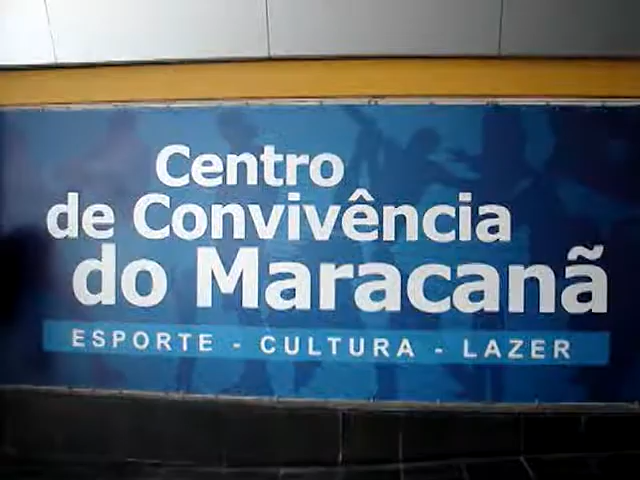 Centro
de Convivência
do Maracanã
ESPORTE - CULTURA - LAZER